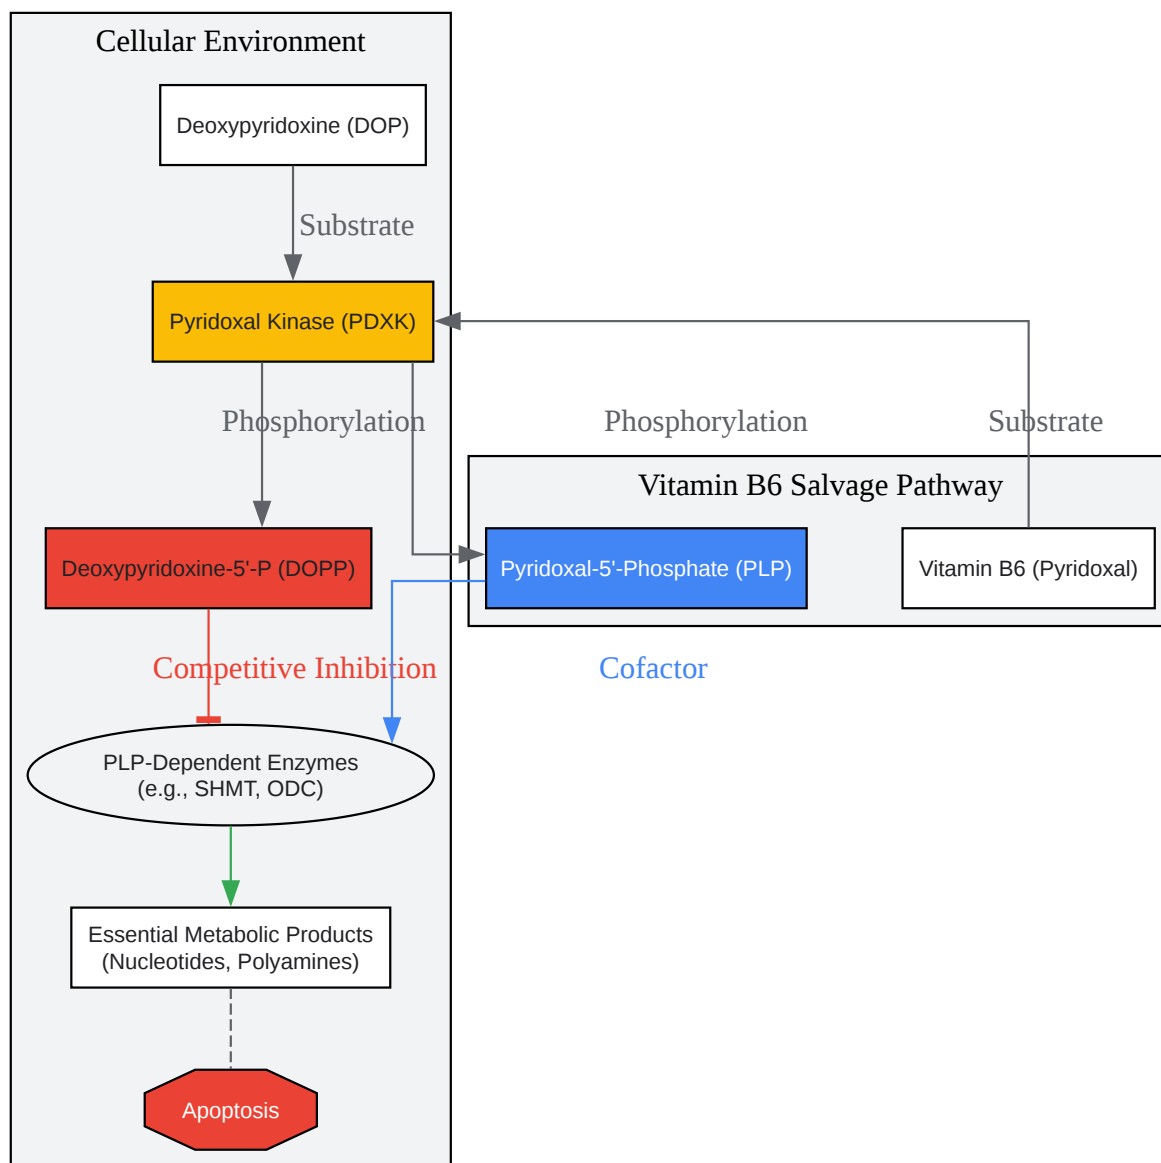 Cellular Environment
Deoxypyridoxine (DOP)
Substrate
Pyridoxal Kinase (PDXK)
Phosphorylation
Phosphorylation
Substrate
Vitamin B6 Salvage Pathway
Deoxypyridoxine-5'-P (DOPP)
Pyridoxal-5'-Phosphate (PLP)
Vitamin B6 (Pyridoxal)
Competitive Inhibition
Cofactor
PLP-Dependent Enzymes
(e.g., SHMT, ODC)
Essential Metabolic Products
(Nucleotides, Polyamines)
Apoptosis